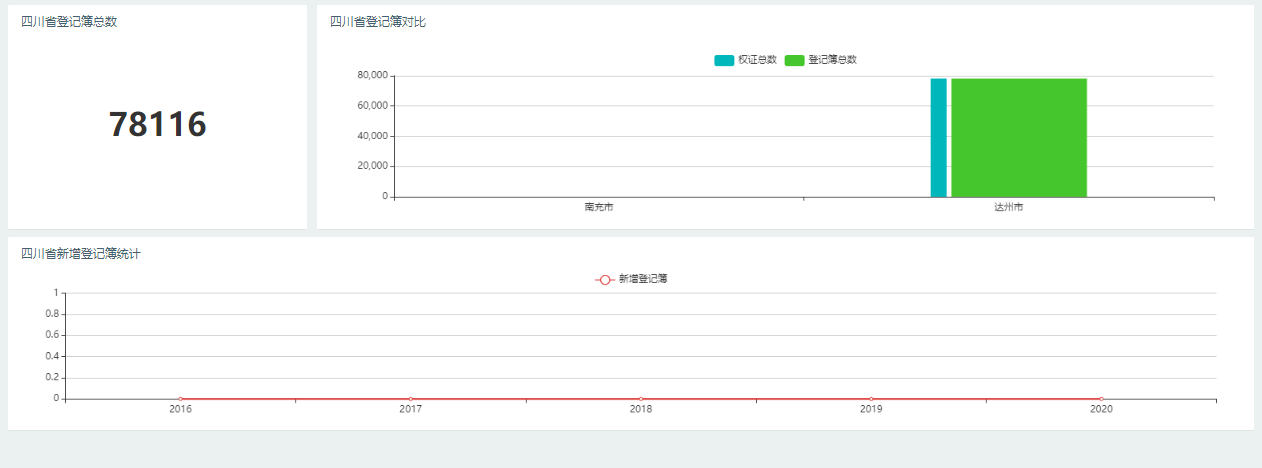 四川省登记簿总数
78116
四川省登记簿对比
权证总数 登记簿总数
80,000
60,000
40,000
20,000
0
南充市 达州市
四川省新增登记簿统计
新增登记簿
1
0.8
0.6
0.4
0.2
0
2016 2017 2018 2019 2020